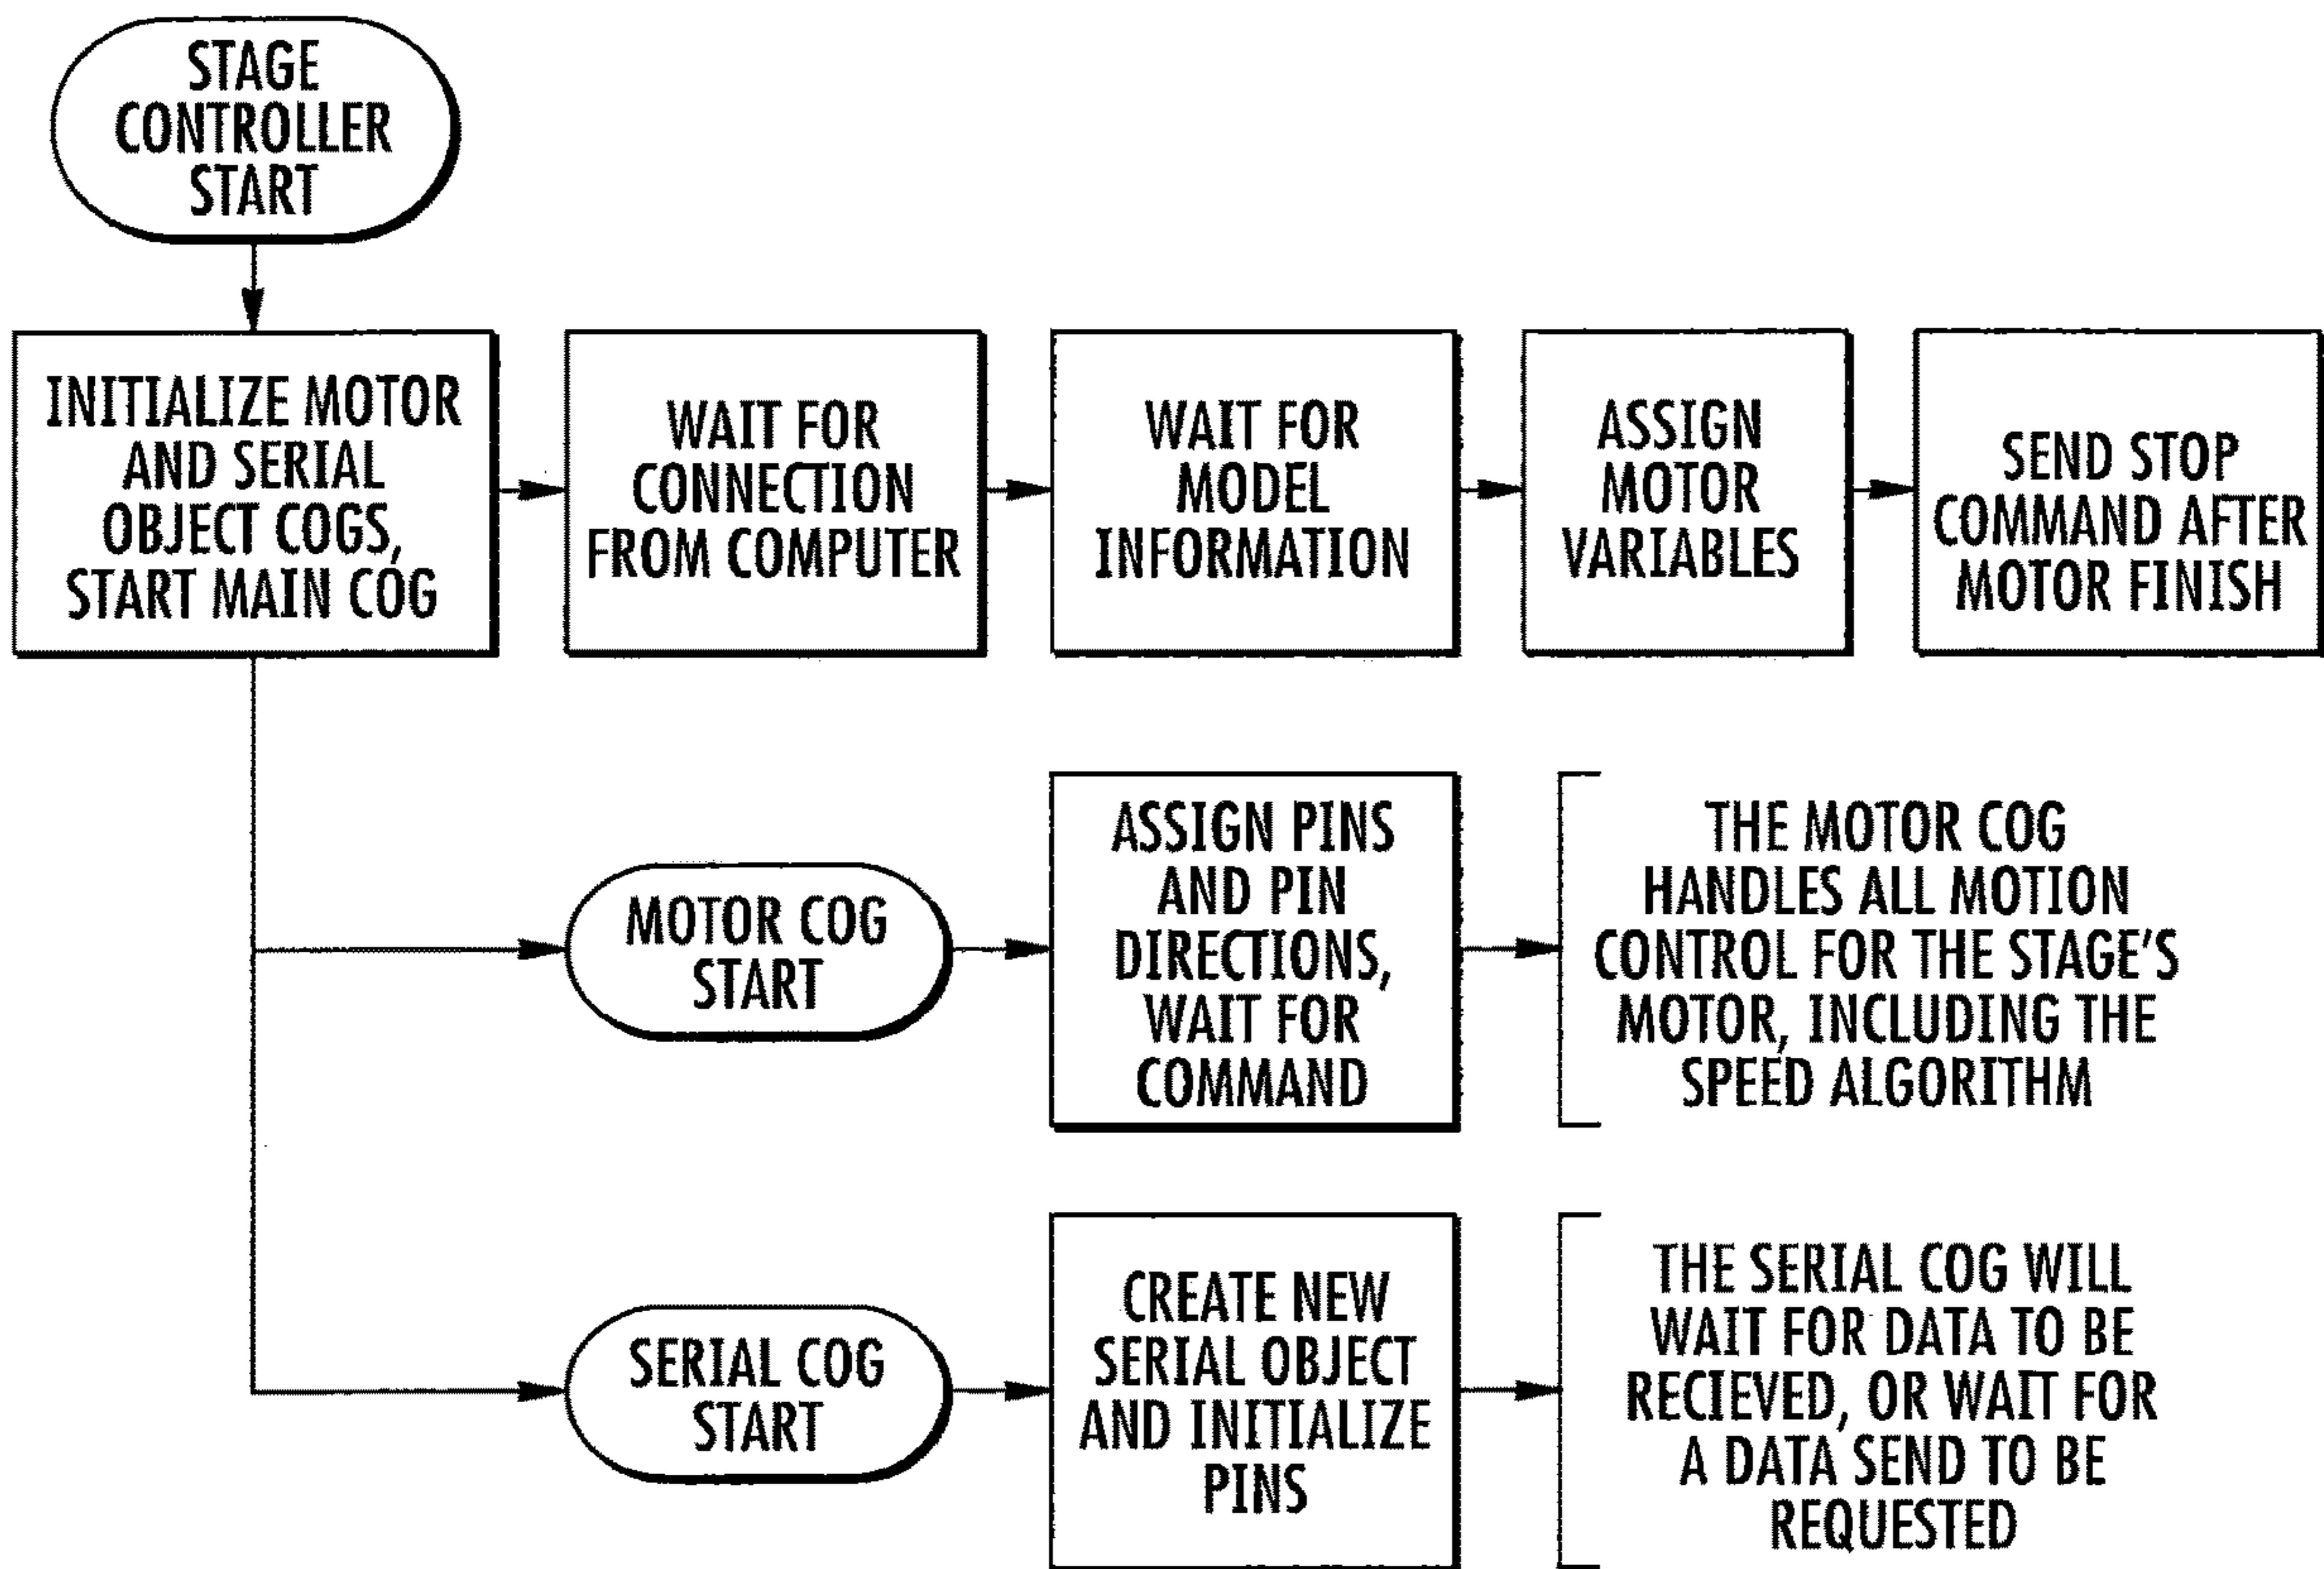 STAGE
CONTROLLER
START
INITIALIZE MOTOR
AND SERIAL
OBJECT COGS,
START MAIN COG
WAIT FOR
CONNECTION
FROM COMPUTER
WAIT FOR
MODEL
INFORMATION
ASSIGN
MOTOR
VARIABLES
SEND STOP
COMMAND AFTER
MOTOR FINISH
MOTOR COG
START
ASSIGN PINS
AND PIN
DIRECTIONS,
WAIT FOR
COMMAND
THE MOTOR COG
HANDLES ALL MOTION
CONTROL FOR THE STAGE'S
MOTOR, INCLUDING THE
SPEED ALGORITHM
SERIAL COG
START
CREATE NEW
SERIAL OBJECT
AND INITIALIZE
PINS
THE SERIAL COG WILL
WAIT FOR DATA TO BE
RECIEVED, OR WAIT FOR
A DATA SEND TO BE
REQUESTED